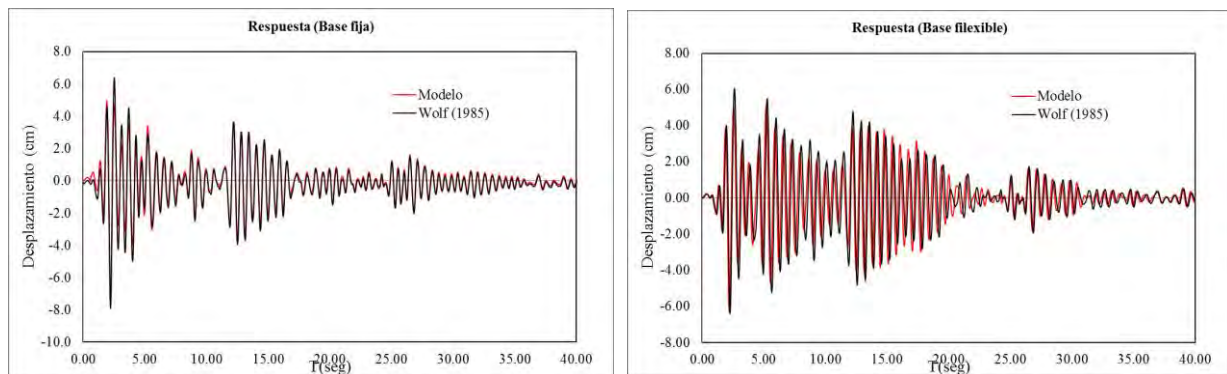 Respuesta (Base fija)
8.0
6.0
4.0
2.0
0.0
-2.0
-4.0
-6.0
-8.0
-10.0
Desplazamiento (cm)
Modelo
Wolf (1985)
0.00 5.00 10.00 15.00 20.00 25.00 30.00 35.00 40.00
T(seg)
Respuesta (Base filexible)
8.00
6.00
4.00
2.00
0.00
-2.00
-4.00
-6.00
-8.00
Desplazamiento (cm)
Modelo
Wolf (1985)
0.00 5.00 10.00 15.00 20.00 25.00 30.00 35.00 40.00
T(seg)